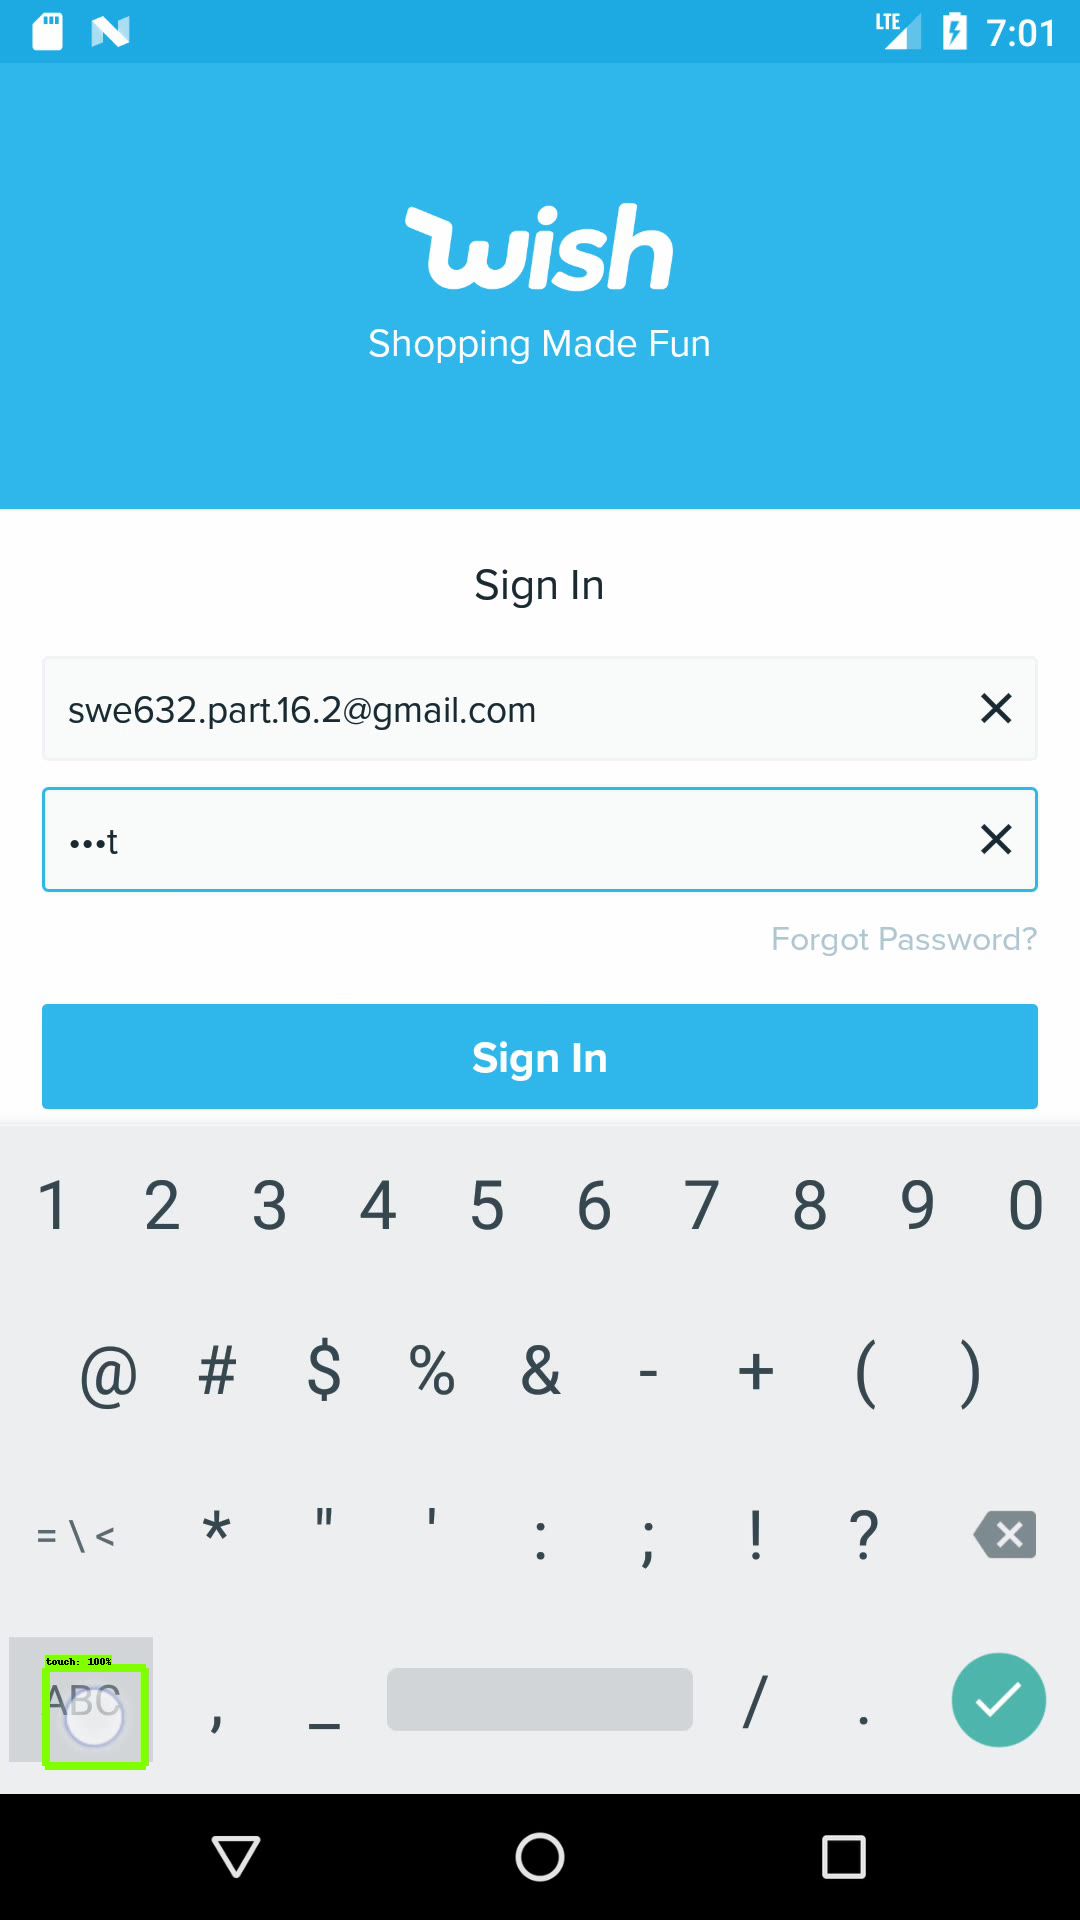 LTE 7:01
wish
Shopping Made Fun
Sign In
swe632.part.16.2@gmail.com
•••t
Forgot Password?
Sign In
1 2 3 4 5 6 7 8 9 0
@ # $ % & - + ( )
= \ < * " ' : ; ! ?
touch: 100%
ABC , _ / .